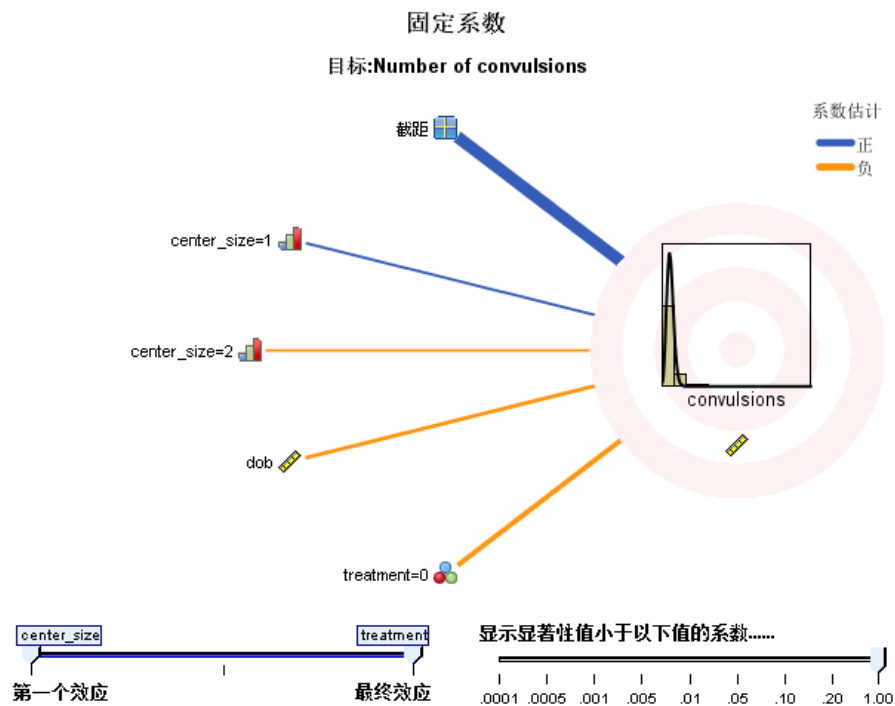 固定系数
目标:Number of convulsions
系数估计
正
负
截距
center_size=1
center_size=2
dob
treatment=0
convulsions
center_size
treatment
第一个效应
最终效应
显示显著性值小于以下值的系数......
.0001 .0005 .001 .005 .01 .05 .10 .20 1.00